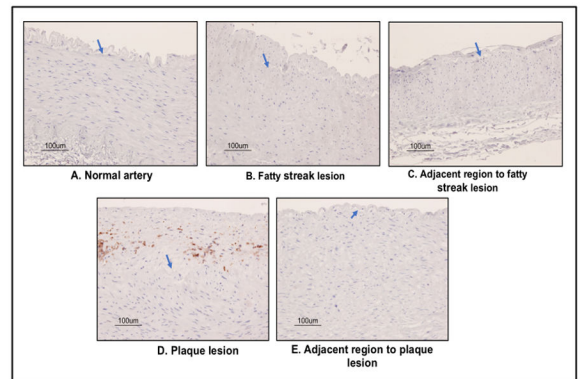 100um
100um
100um
A. Normal artery
B. Fatty streak lesion
C. Adjacent region to fatty
streak lesion
100um
100um
D. Plaque lesion
E. Adjacent region to plaque
lesion